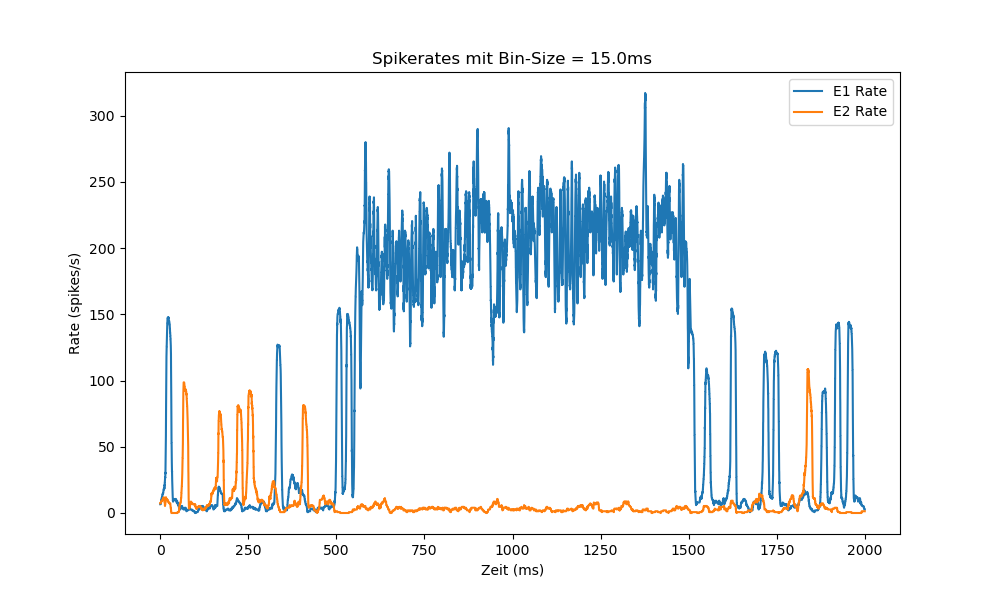 Spikerates mit Bin-Size = 15.0ms
E1 Rate
E2 Rate
300
250
200
150
100
50
0
Rate (spikes/s)
0 250 500 750 1000 1250 1500 1750 2000
Zeit (ms)